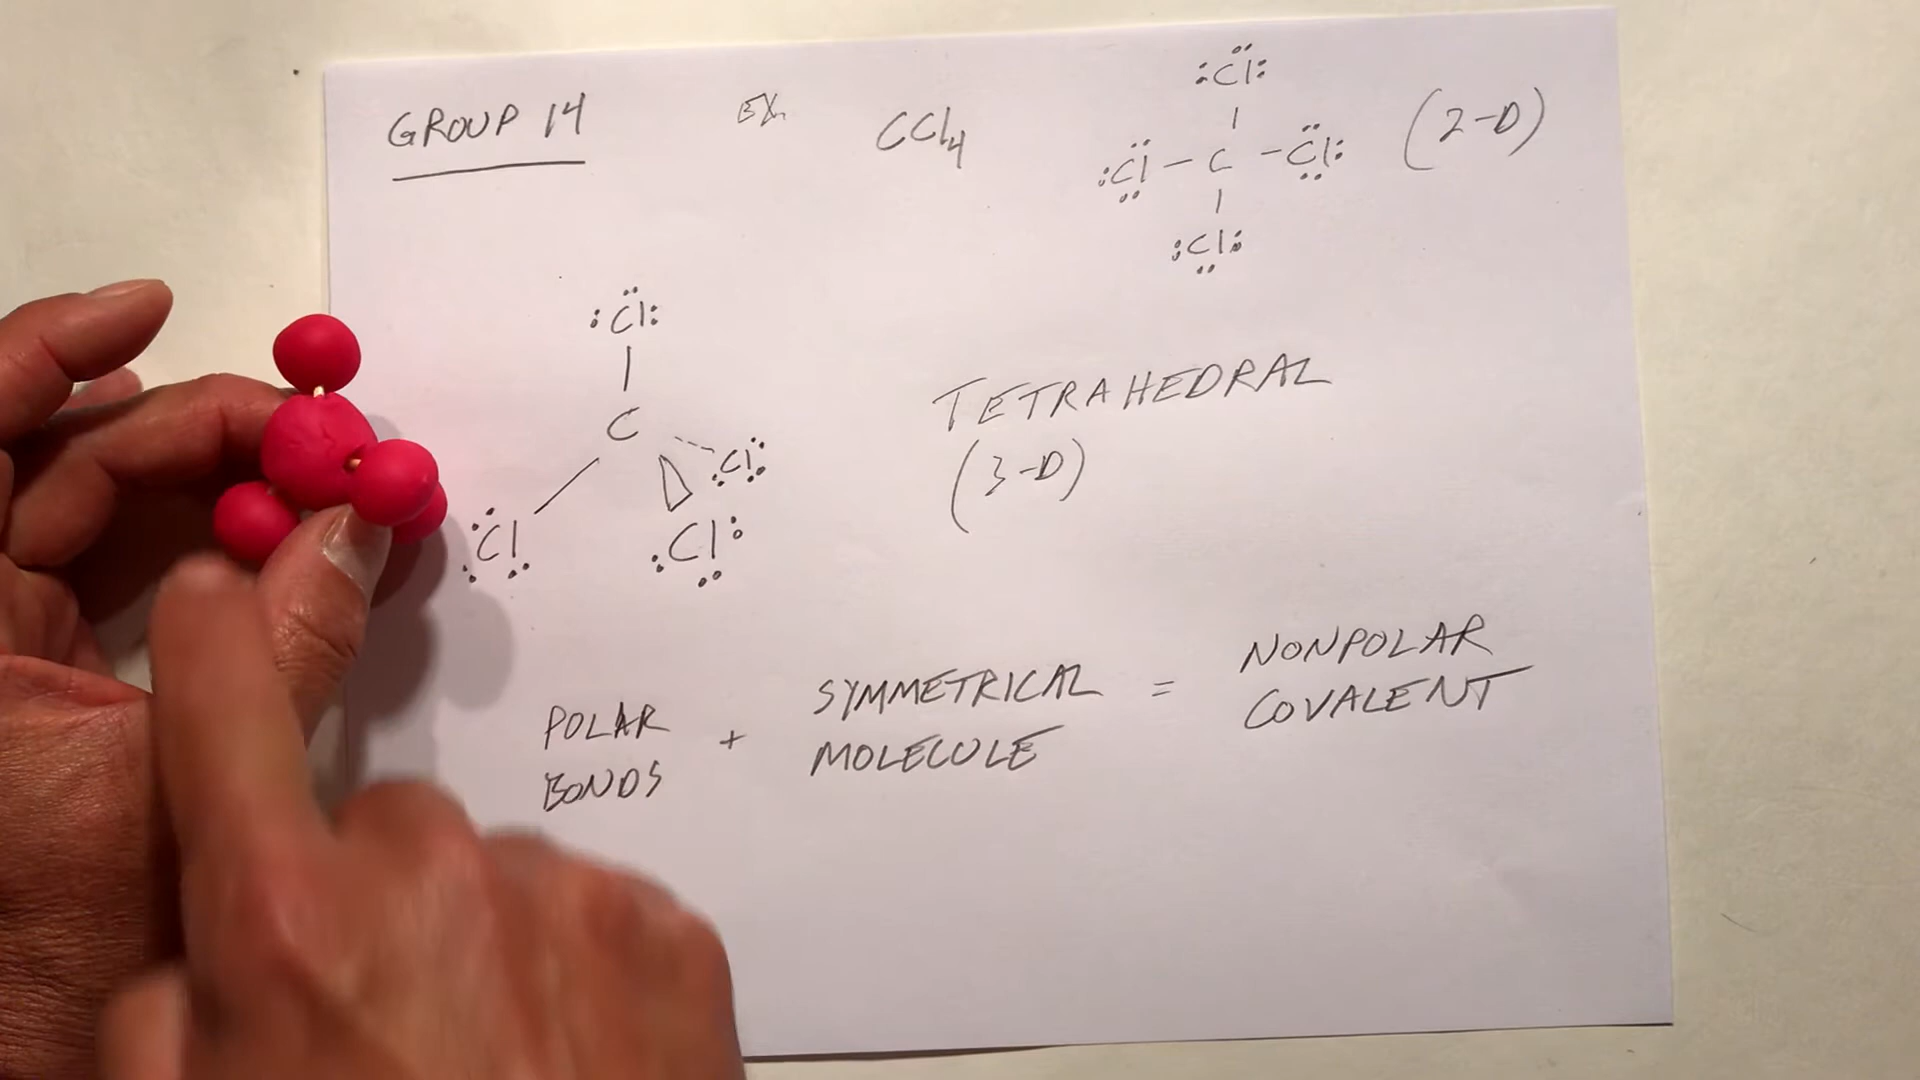 GROUP 14 Ex. CCl4
:Cl:
:Cl - C - Cl: (2-D)
:Cl:
:Cl:
C
Cl
Cl :Cl:
TETRAHEDRAL
(3-D)
POLAR
BONDS
+
SYMMETRICAL
MOLECULE
=
NONPOLAR
COVALENT